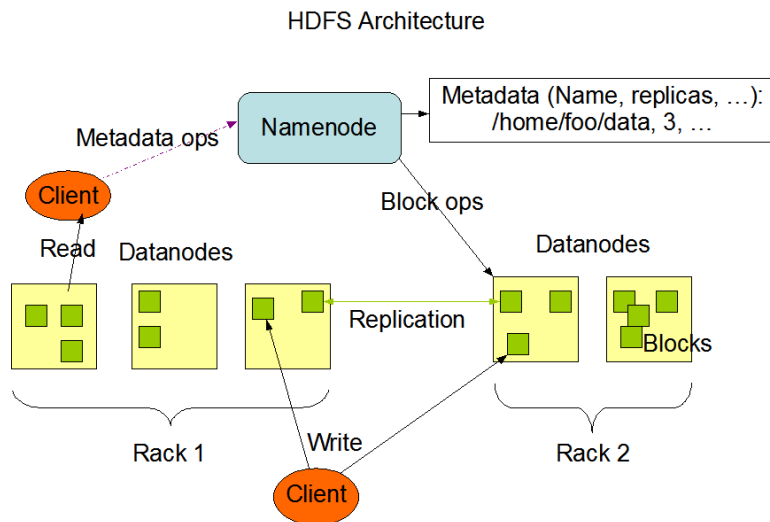 HDFS Architecture
Metadata (Name, replicas, …):
/home/foo/data, 3, …
Namenode
Metadata ops
Client
Block ops
Read
Datanodes
Datanodes
Replication
Blocks
Rack 1
Write
Rack 2
Client